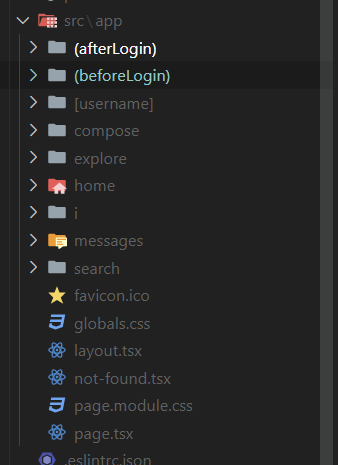 src\app
(afterLogin)
(beforeLogin)
[username]
compose
explore
home
i
messages
search
favicon.ico
globals.css
layout.tsx
not-found.tsx
page.module.css
page.tsx
.eslintrc.json